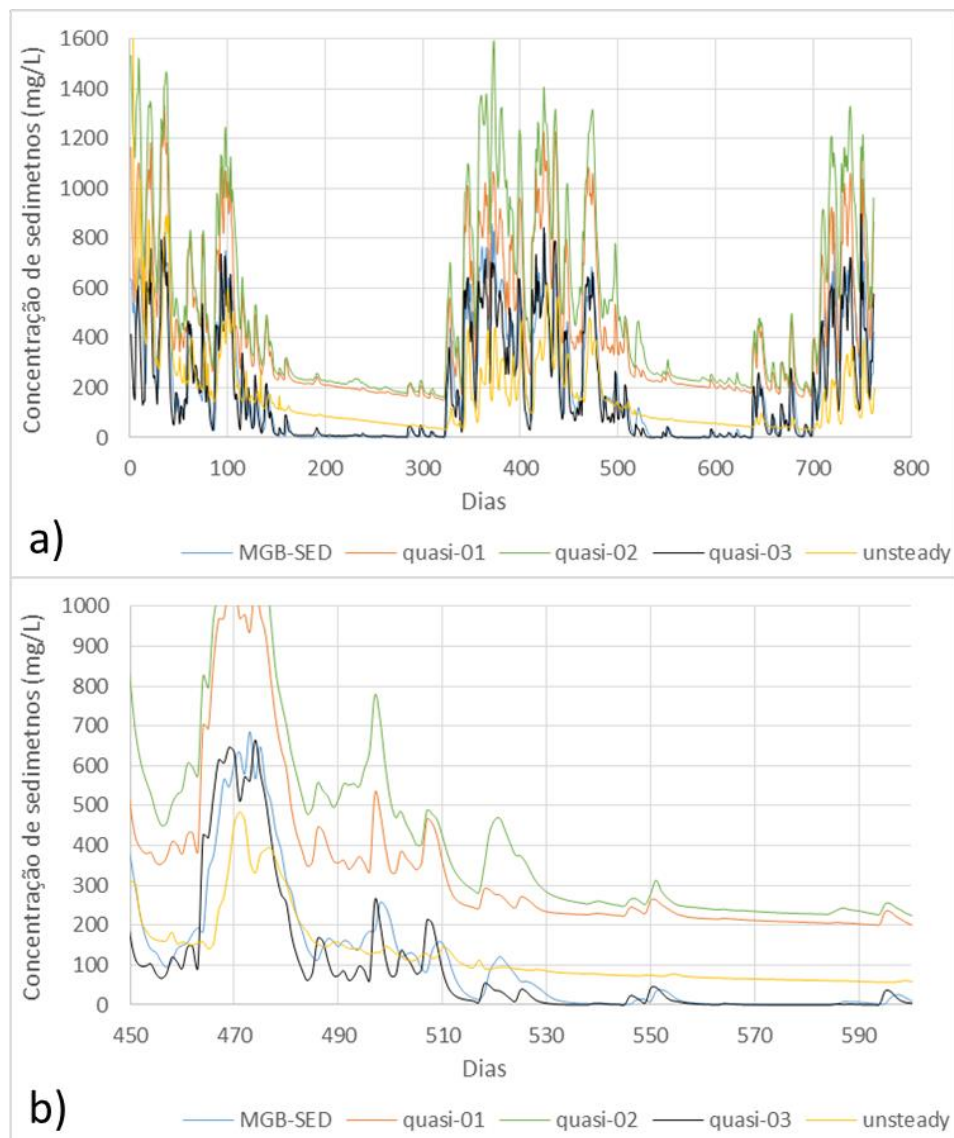 Concentração de sedimetnos (mg/L)
1600
1400
1200
1000
800
600
400
200
0
0 100 200 300 400 500 600 700 800
Dias
a)
MGB-SED quasi-01 quasi-02 quasi-03 unsteady
Concentração de sedimetnos (mg/L)
1000
900
800
700
600
500
400
300
200
100
0
450 470 490 510 530 550 570 590
Dias
b)
MGB-SED quasi-01 quasi-02 quasi-03 unsteady